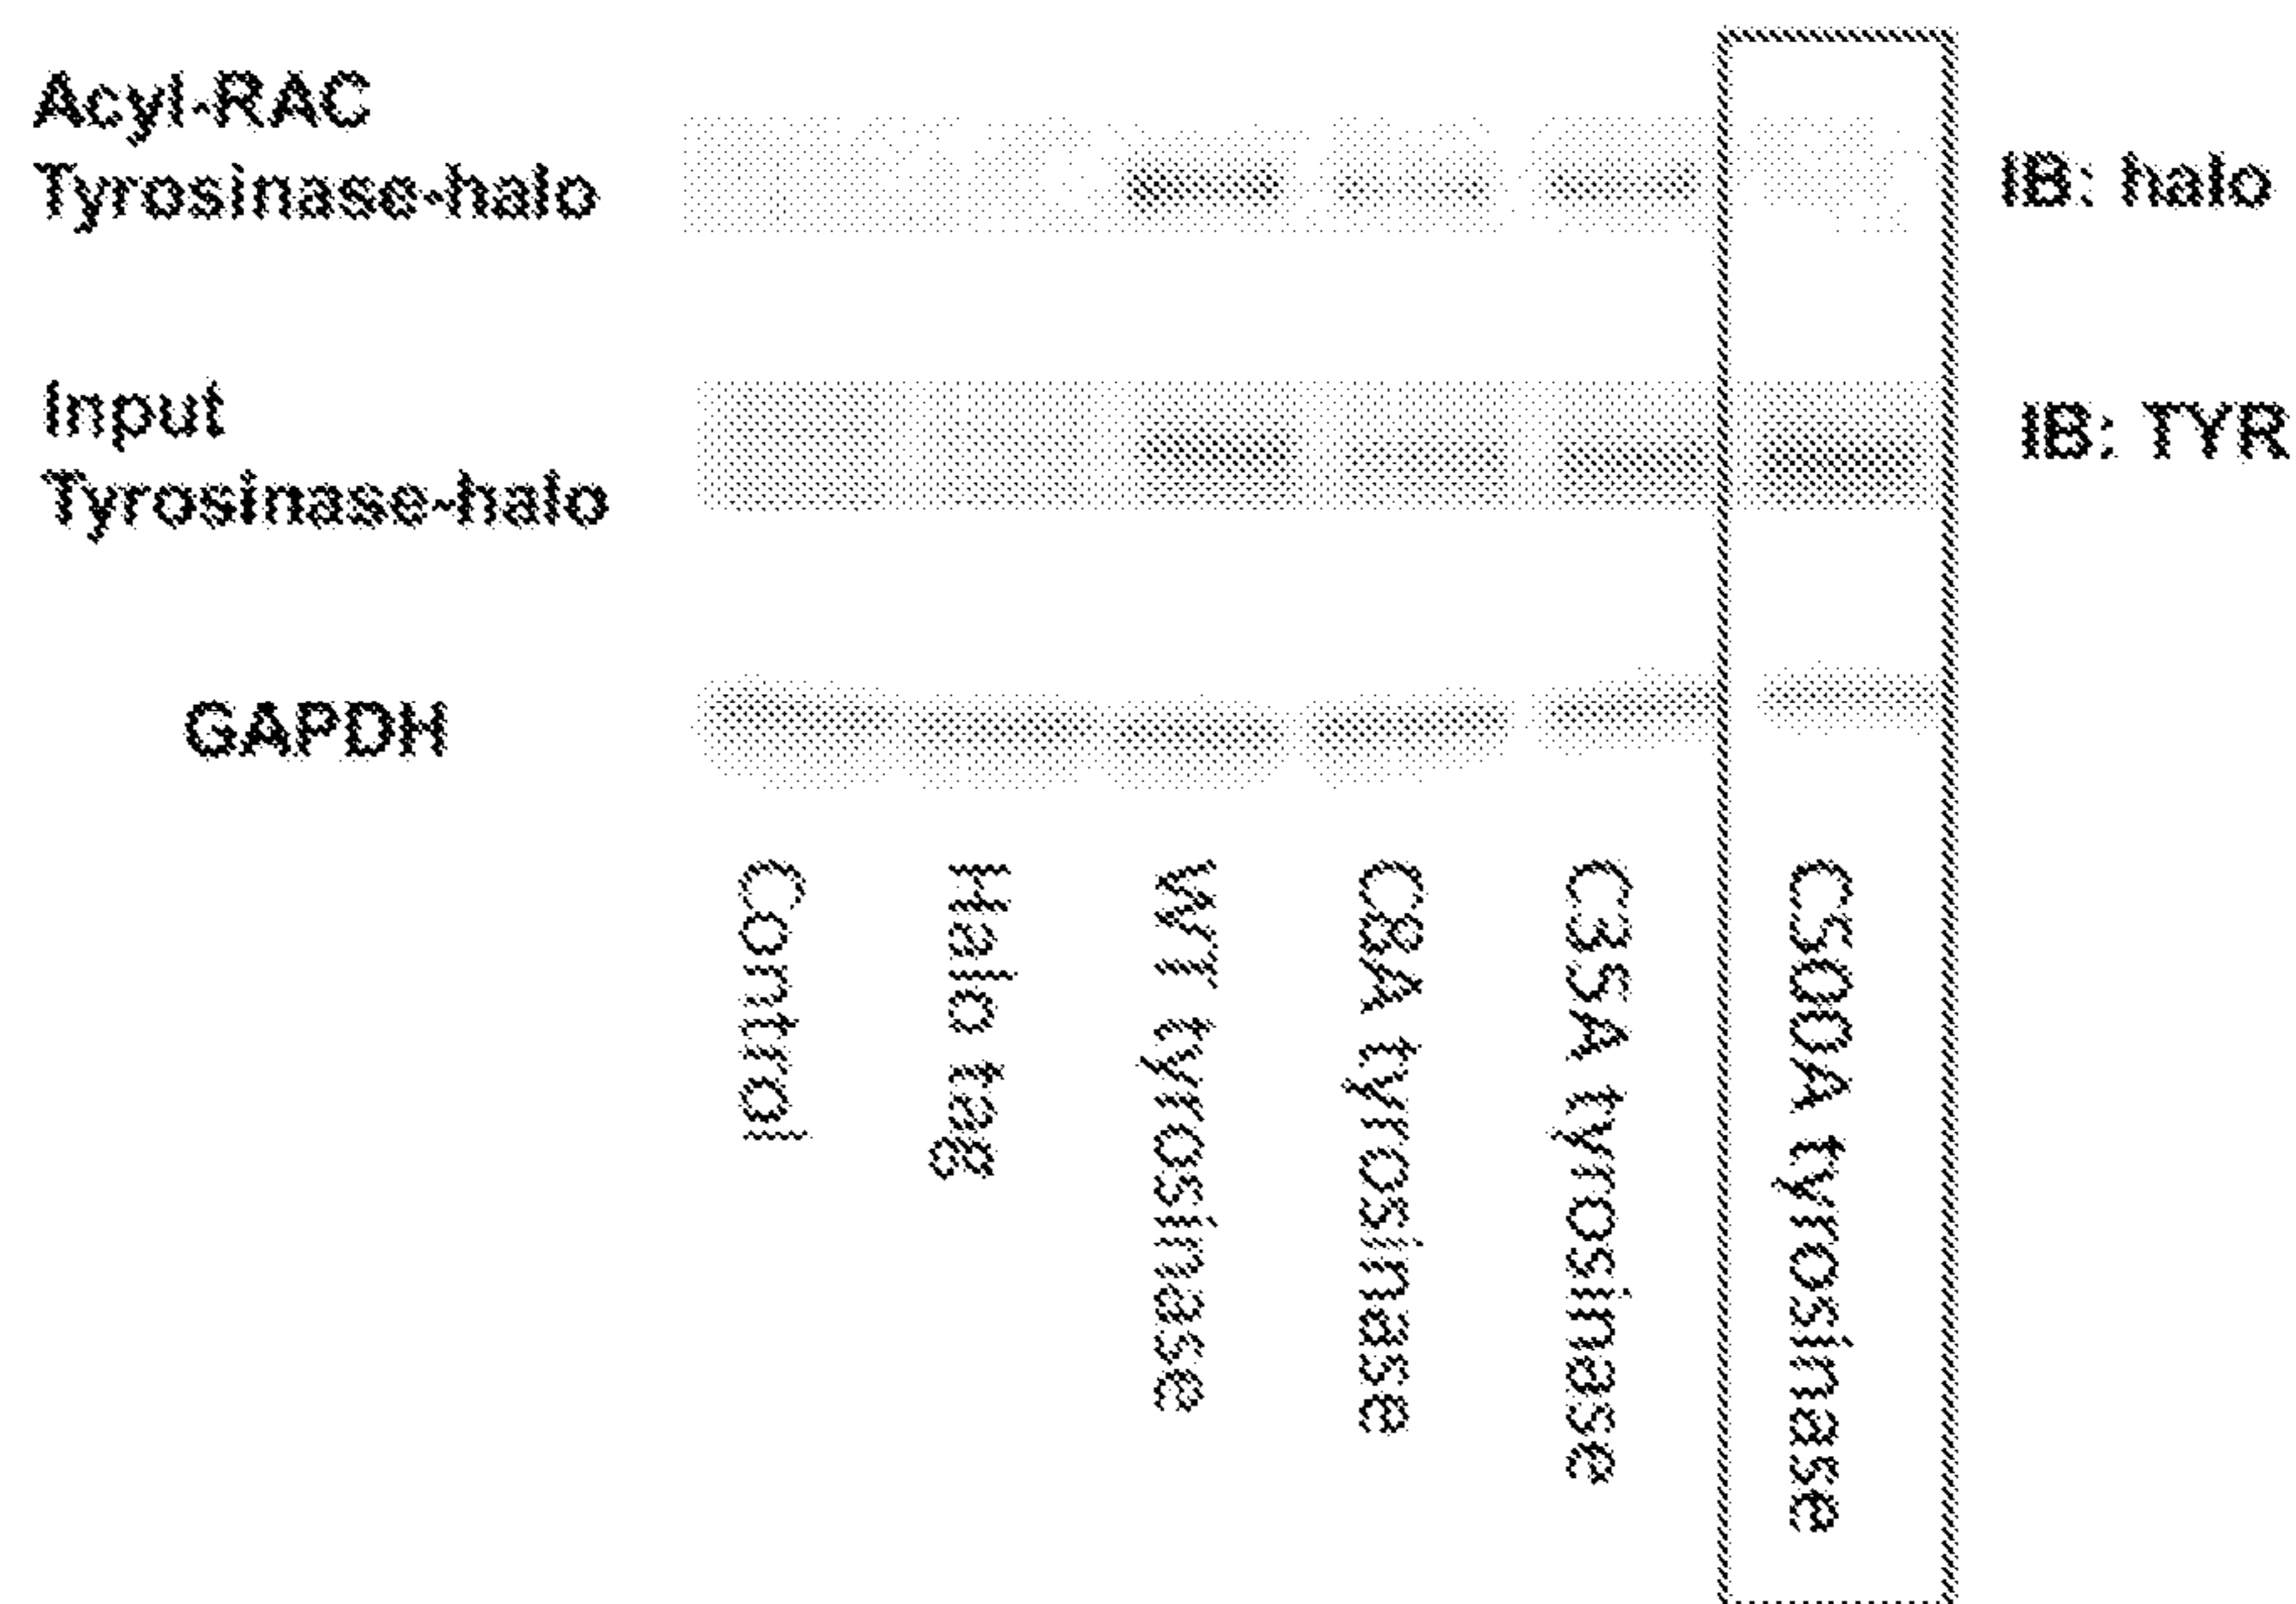 Acyl-RAC
Tyrosinase-halo
IB: halo
Input
Tyrosinase-halo
IB: TYR
GAPDH
Control
Halo tag
WT tyrosinase
C8A tyrosinase
C35A tyrosinase
C500A tyrosinase